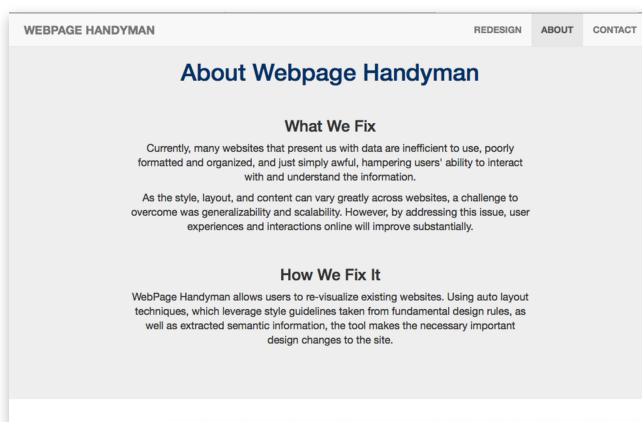 WEBPAGE HANDYMAN REDESIGN ABOUT CONTACT
About Webpage Handyman
What We Fix
Currently, many websites that present us with data are inefficient to use, poorly
formatted and organized, and just simply awful, hampering users' ability to interact
with and understand the information.
As the style, layout, and content can vary greatly across websites, a challenge to
overcome was generalizability and scalability. However, by addressing this issue, user
experiences and interactions online will improve substantially.
How We Fix It
WebPage Handyman allows users to re-visualize existing websites. Using auto layout
techniques, which leverage style guidelines taken from fundamental design rules, as
well as extracted semantic information, the tool makes the necessary important
design changes to the site.